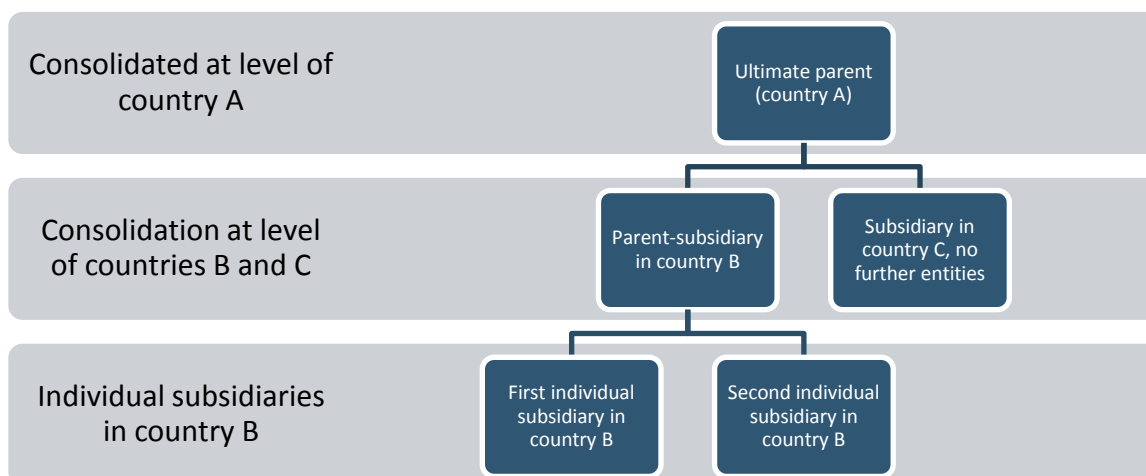 Consolidated at level of
country A
Ultimate parent
(country A)
Consolidation at level
of countries B and C
Parent-subsidiary
in country B
Subsidiary in
country C, no
further entities
Individual subsidiaries
in country B
First individual
subsidiary in
country B
Second individual
subsidiary in
country B